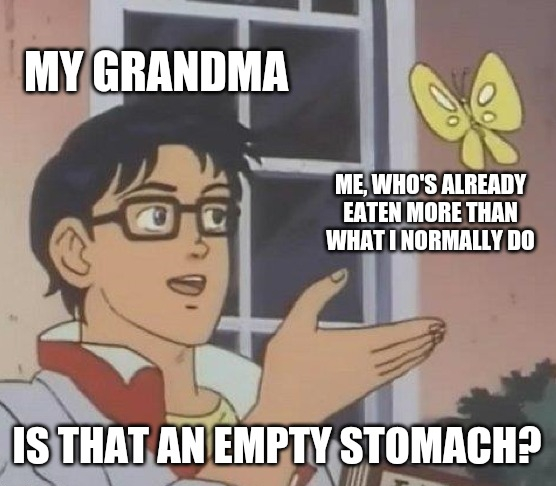 MY GRANDMA
ME, WHO'S ALREADY
EATEN MORE THAN
WHAT I NORMALLY DO
IS THAT AN EMPTY STOMACH?